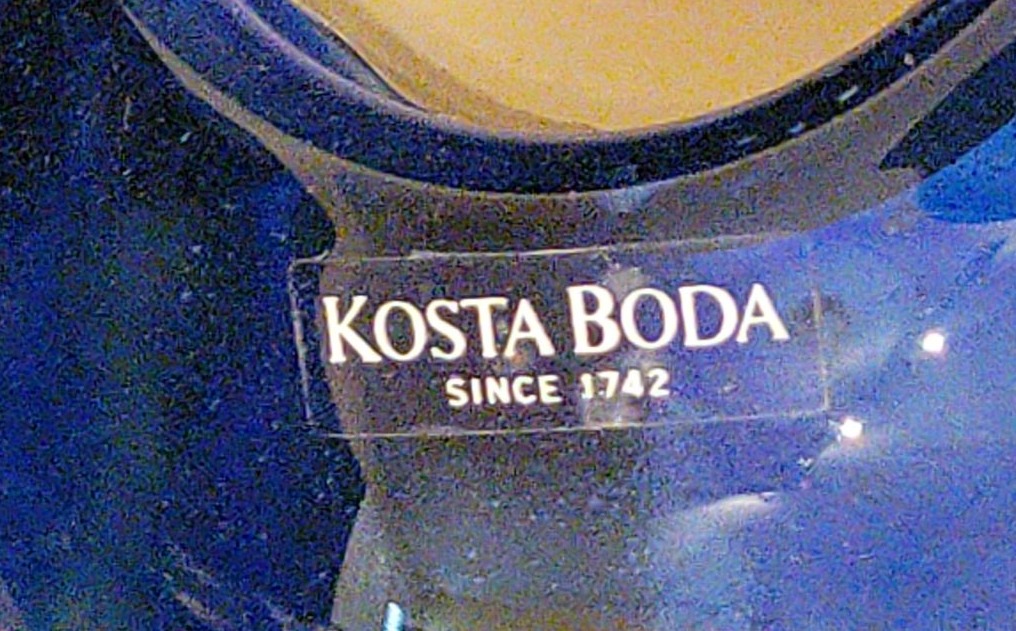 KOSTA BODA
SINCE 1742